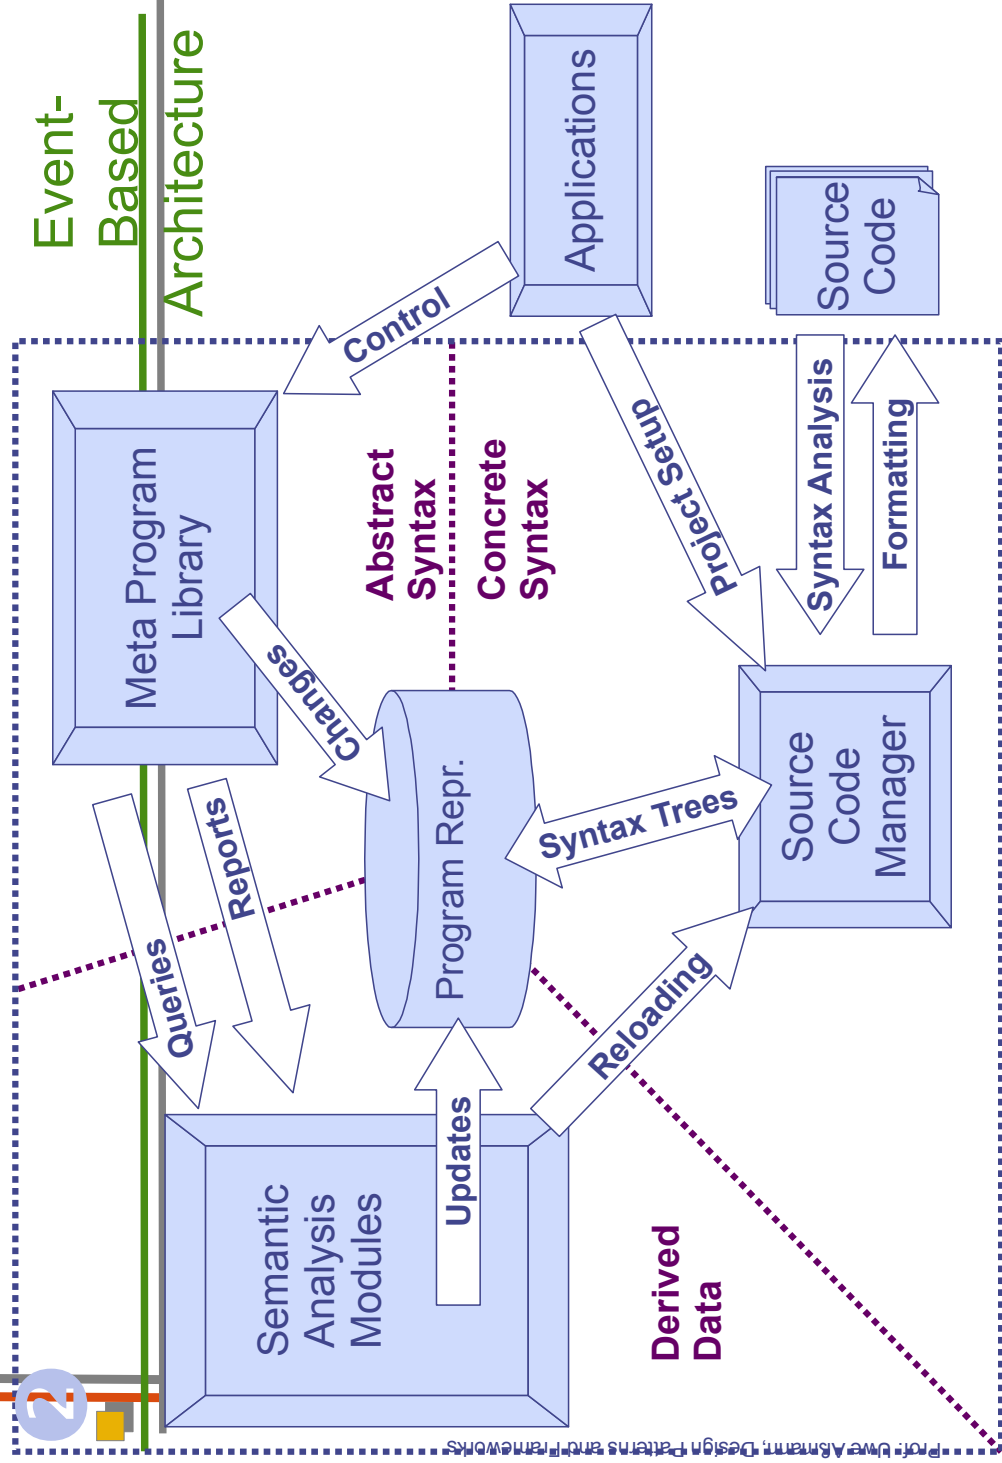 2
Event-
Based
Architecture
Semantic
Analysis
Modules
Queries
Reports
Meta Program
Library
Control
Changes
Updates
Program Repr.
Abstract
Syntax
Concrete
Syntax
Applications
Project Setup
Syntax Trees
Reloading
Derived
Data
Source
Code
Manager
Syntax Analysis
Formatting
Source
Code
Prof. Uwe Aßmann, Design Patterns and Frameworks